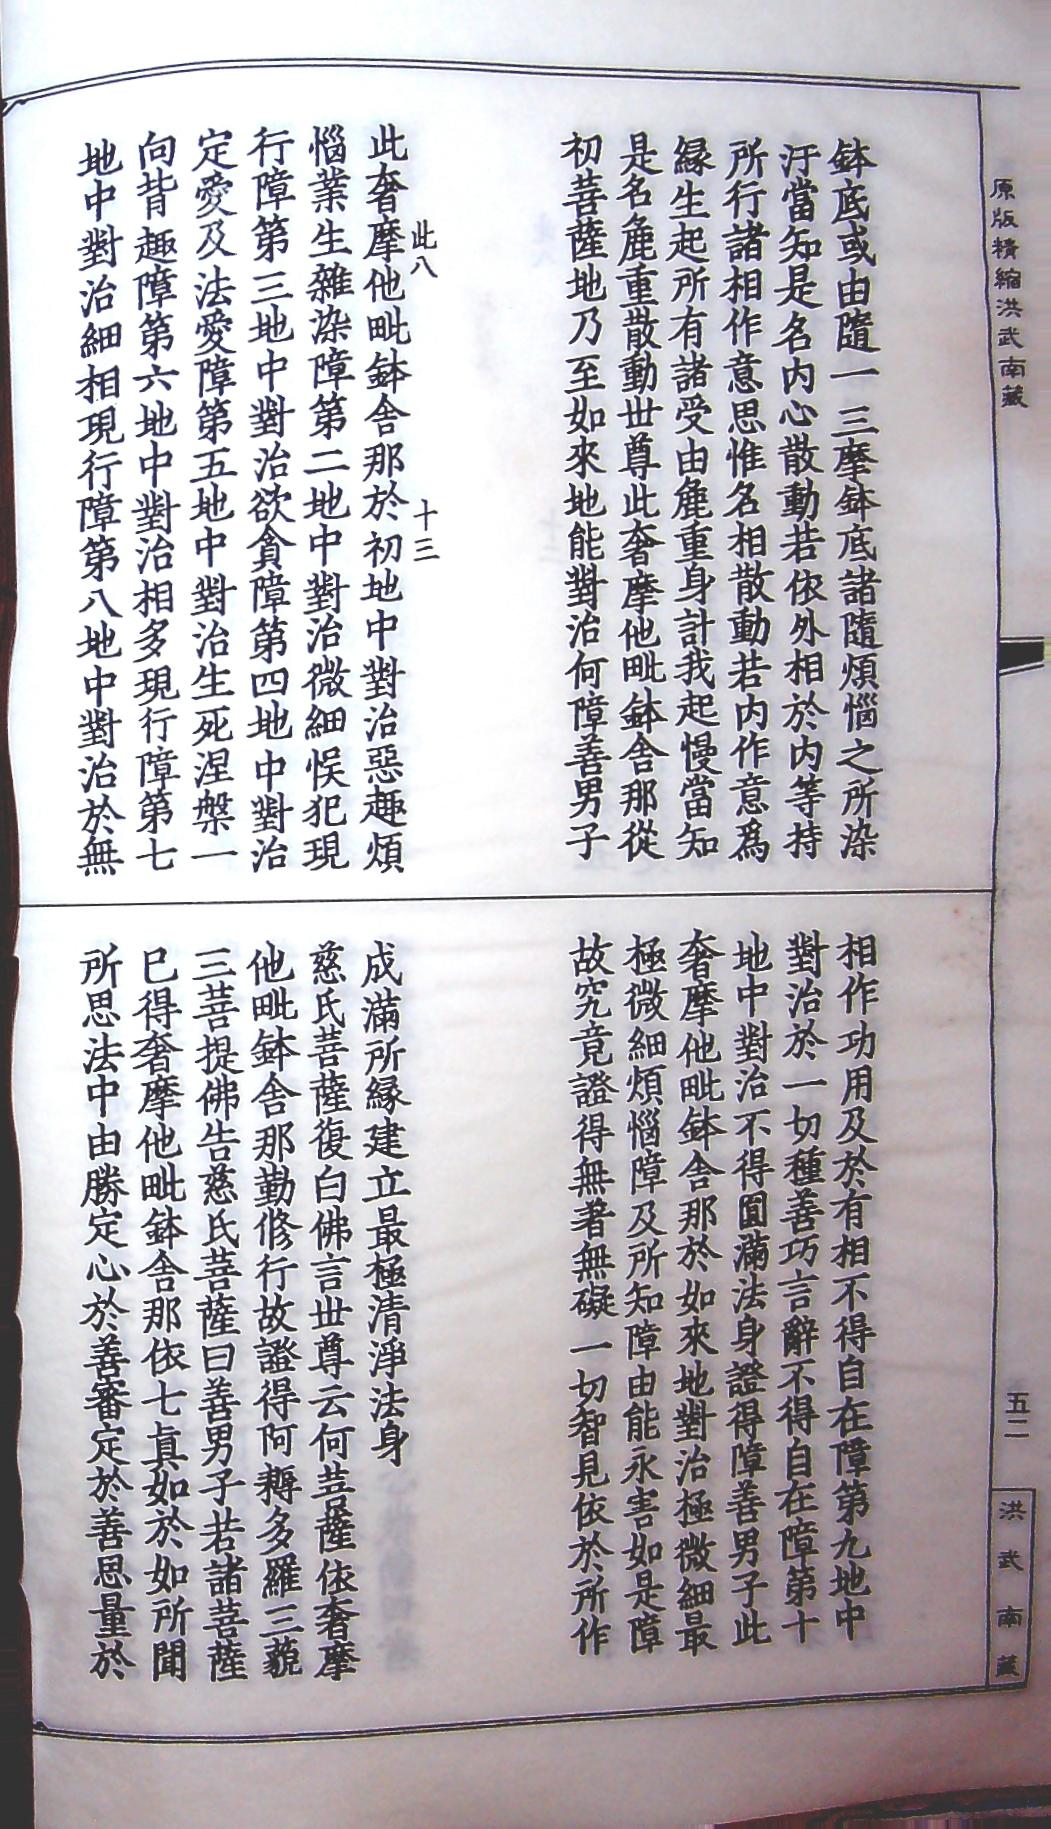 原版精縮洪武南藏
鉢底或由隨一三摩鉢底諸隨煩惱之所染
汙當知是名内心散動若依外相於内等持
所行諸相作意思惟名相散動若内作意爲
緣生起所有諸受由麁重身計我起慢當知
是名麁重散動世尊此奢摩他毗鉢舍那從
初菩薩地乃至如來地能對治何障善男子
此八 十三
此奢摩他毗鉢舍那於初地中對治惡趣煩
惱業生雜染障第二地中對治微細悞犯現
行障第三地中對治欲貪障第四地中對治
定愛及法愛障第五地中對治生死涅槃一
向背趣障第六地中對治相多現行障第七
地中對治細相現行障第八地中對治於無
相作功用及於有相不得自在障第九地中
對治於一切種善巧言辭不得自在障第十
地中對治不得圓滿法身證得障善男子此
奢摩他毗鉢舍那於如來地對治極微細最
極微細煩惱障及所知障由能永害如是障
故究竟證得無著無礙一切智見依於所作
成滿所緣建立最極清淨法身
慈氏菩薩復白佛言世尊云何菩薩依奢摩
他毗鉢舍那勤修行故證得阿耨多羅三藐
三菩提佛告慈氏菩薩曰善男子若諸菩薩
已得奢摩他毗鉢舍那依七眞如於如所聞
所思法中由勝定心於善審定於善思量於
五二
洪武南藏